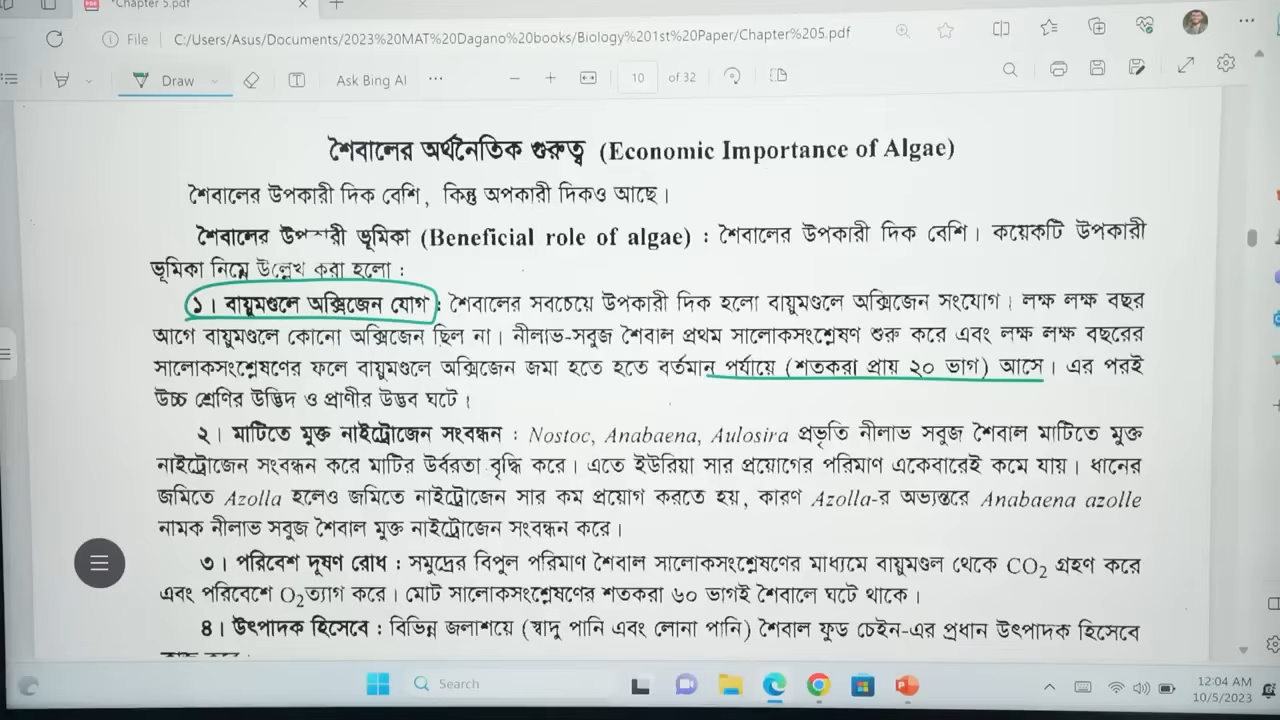 *Chapter 5.pdf
File C:/Users/Asus/Documents/2023%20MAT%20Dagano%20books/Biology%201st%20Paper/Chapter%205.pdf
Draw Ask Bing AI 10 of 32
শৈবালের অর্থনৈতিক গুরুত্ব (Economic Importance of Algae)
শৈবালের উপকারী দিক বেশি, কিন্তু অপকারী দিকও আছে।
শৈবালের উপকারী ভূমিকা (Beneficial role of algae) : শৈবালের উপকারী দিক বেশি। কয়েকটি উপকারী
ভূমিকা নিম্নে উল্লেখ করা হলো :
১। বায়ুমণ্ডলে অক্সিজেন যোগ : শৈবালের সবচেয়ে উপকারী দিক হলো বায়ুমণ্ডলে অক্সিজেন সংযোগ। লক্ষ লক্ষ বছর
আগে বায়ুমণ্ডলে কোনো অক্সিজেন ছিল না। নীলাভ-সবুজ শৈবাল প্রথম সালোকসংশ্লেষণ শুরু করে এবং লক্ষ লক্ষ বছরের
সালোকসংশ্লেষণের ফলে বায়ুমণ্ডলে অক্সিজেন জমা হতে হতে বর্তমান পর্যায়ে (শতকরা প্রায় ২০ ভাগ) আসে। এর পরই
উচ্চ শ্রেণির উদ্ভিদ ও প্রাণীর উদ্ভব ঘটে।
২। মাটিতে মুক্ত নাইট্রোজেন সংবন্ধন : Nostoc, Anabaena, Aulosira প্রভৃতি নীলাভ সবুজ শৈবাল মাটিতে মুক্ত
নাইট্রোজেন সংবন্ধন করে মাটির উর্বরতা বৃদ্ধি করে। এতে ইউরিয়া সার প্রয়োগের পরিমাণ একেবারেই কমে যায়। ধানের
জমিতে Azolla হলেও জমিতে নাইট্রোজেন সার কম প্রয়োগ করতে হয়, কারণ Azolla-র অভ্যন্তরে Anabaena azolle
নামক নীলাভ সবুজ শৈবাল মুক্ত নাইট্রোজেন সংবন্ধন করে।
৩। পরিবেশ দূষণ রোধ : সমুদ্রের বিপুল পরিমাণ শৈবাল সালোকসংশ্লেষণের মাধ্যমে বায়ুমণ্ডল থেকে CO₂ গ্রহণ করে
এবং পরিবেশে O₂ত্যাগ করে। মোট সালোকসংশ্লেষণের শতকরা ৬০ ভাগই শৈবালে ঘটে থাকে।
৪। উৎপাদক হিসেবে : বিভিন্ন জলাশয়ে (স্বাদু পানি এবং লোনা পানি) শৈবাল ফুড চেইন-এর প্রধান উৎপাদক হিসেবে
Search
12:04 AM
10/5/2023